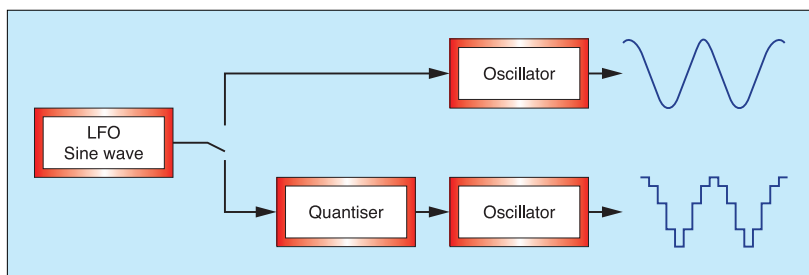 Oscillator
LFO
Sine wave
Quantiser
Oscillator